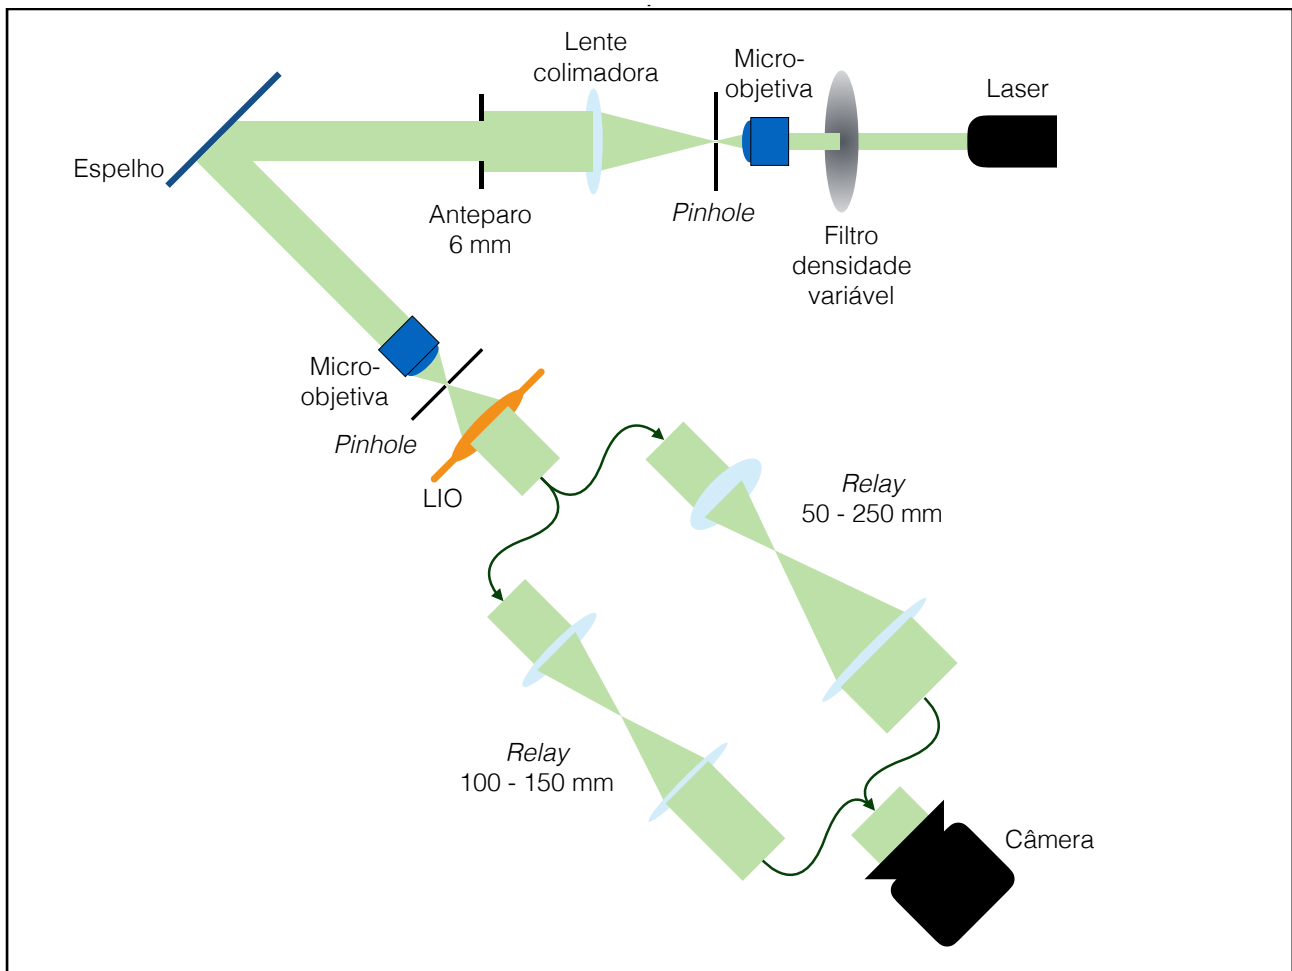 Lente
colimadora
Micro-
objetiva
Laser
Espelho
Anteparo
6 mm
Pinhole
Filtro
densidade
variável
Micro-
objetiva
Pinhole
LIO
Relay
50 - 250 mm
Relay
100 - 150 mm
Câmera